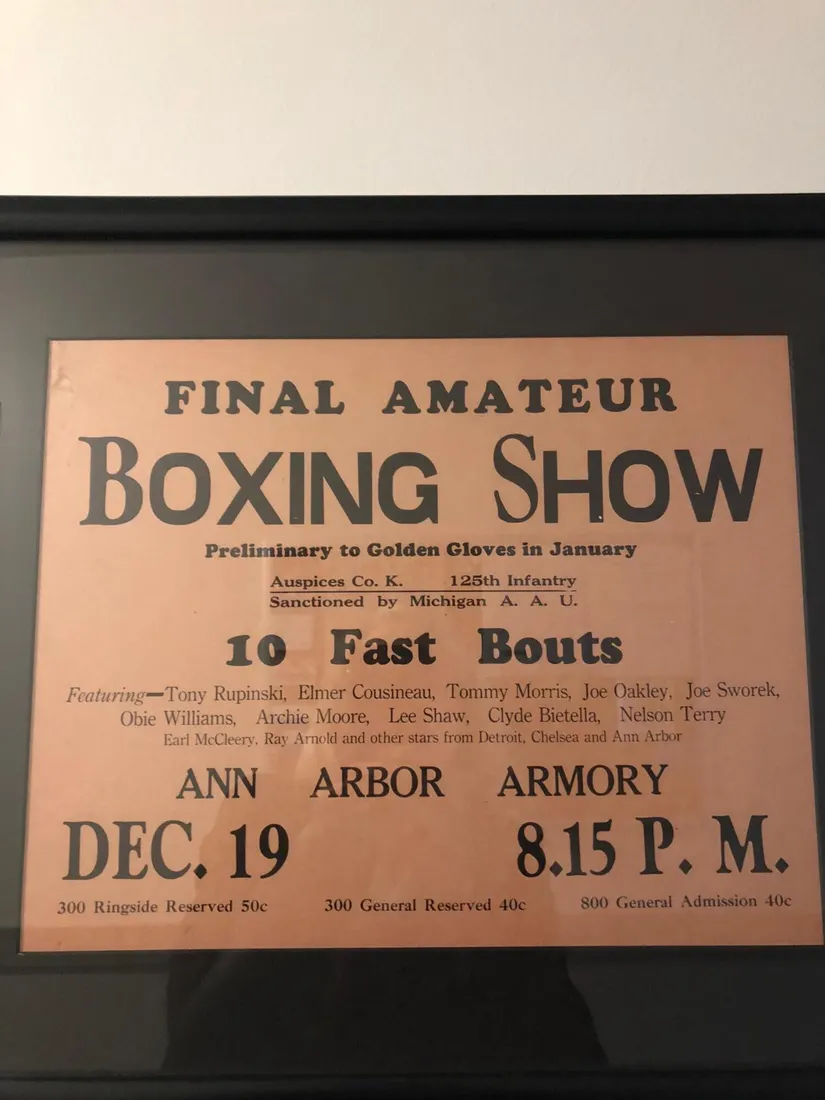 FINAL AMATEUR
BOXING SHOW
Preliminary to Golden Gloves in January
Auspices Co. K. 125th Infantry
Sanctioned by Michigan A. A. U.
10 Fast Bouts
Featuring—Tony Rupinski, Elmer Cousineau, Tommy Morris, Joe Oakley, Joe Sworek,
Obie Williams, Archie Moore, Lee Shaw, Clyde Bietella, Nelson Terry
Earl McCleery, Ray Arnold and other stars from Detroit, Chelsea and Ann Arbor
ANN ARBOR ARMORY
DEC. 19 8.15 P. M.
300 Ringside Reserved 50c 300 General Reserved 40c 800 General Admission 40c